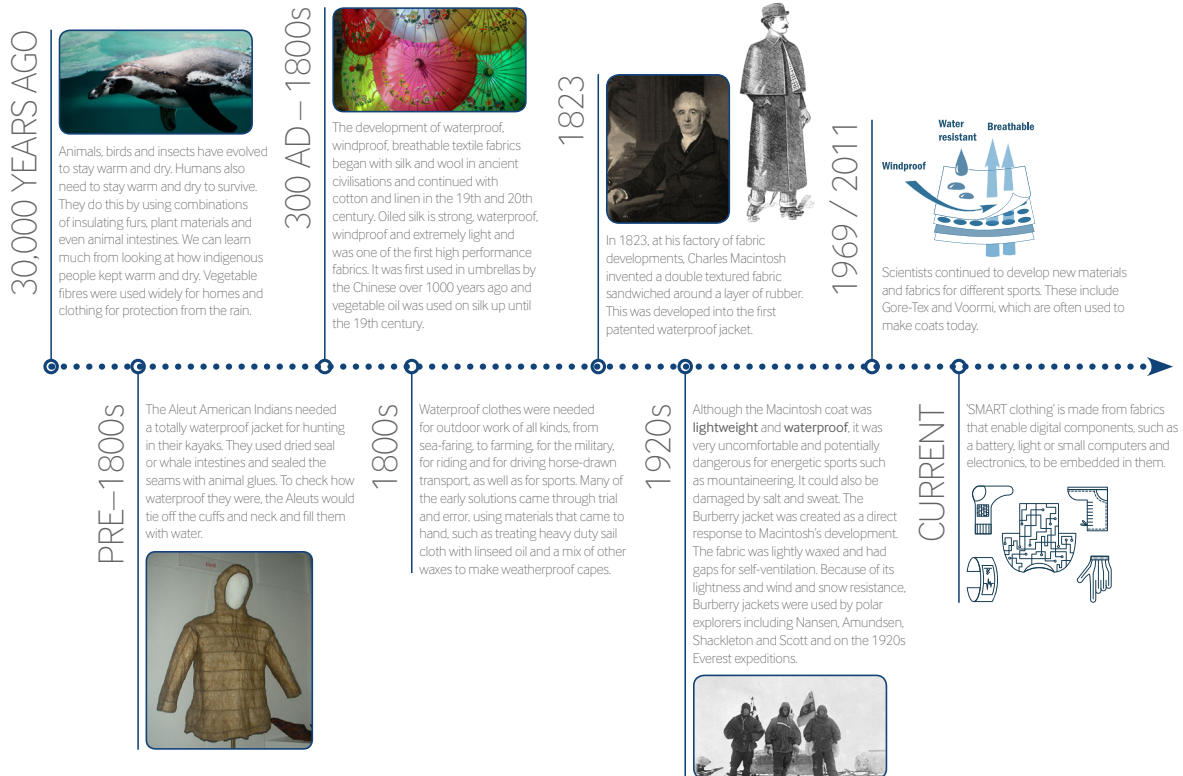 30,000 YEARS AGO
Animals, birds and insects have evolved
to stay warm and dry. Humans also
need to stay warm and dry to survive.
They do this by using combinations
of insulating furs, plant materials and
even animal intestines. We can learn
much from looking at how indigenous
people kept warm and dry. Vegetable
fibres were used widely for homes and
clothing for protection from the rain.
PRE–1800s
The Aleut American Indians needed
a totally waterproof jacket for hunting
in their kayaks. They used dried seal
or whale intestines and sealed the
seams with animal glues. To check how
waterproof they were, the Aleuts would
tie off the cuffs and neck and fill them
with water.
300 AD – 1800s
The development of waterproof,
windproof, breathable textile fabrics
began with silk and wool in ancient
civilisations and continued with
cotton and linen in the 19th and 20th
century. Oiled silk is strong, waterproof,
windproof and extremely light and
was one of the first high performance
fabrics. It was first used in umbrellas by
the Chinese over 1000 years ago and
vegetable oil was used on silk up until
the 19th century.
1800s
Waterproof clothes were needed
for outdoor work of all kinds, from
sea-faring, to farming, for the military,
for riding and for driving horse-drawn
transport, as well as for sports. Many of
the early solutions came through trial
and error, using materials that came to
hand, such as treating heavy duty sail
cloth with linseed oil and a mix of other
waxes to make weatherproof capes.
1823
In 1823, at his factory of fabric
developments, Charles Macintosh
invented a double textured fabric
sandwiched around a layer of rubber.
This was developed into the first
patented waterproof jacket.
1920s
Although the Macintosh coat was
lightweight and waterproof, it was
very uncomfortable and potentially
dangerous for energetic sports such
as mountaineering. It could also be
damaged by salt and sweat. The
Burberry jacket was created as a direct
response to Macintosh's development.
The fabric was lightly waxed and had
gaps for self-ventilation. Because of its
lightness and wind and snow resistance,
Burberry jackets were used by polar
explorers including Nansen, Amundsen,
Shackleton and Scott and on the 1920s
Everest expeditions.
1969 / 2011
Water
resistant
Breathable
Windproof
Scientists continued to develop new materials
and fabrics for different sports. These include
Gore-Tex and Voormi, which are often used to
make coats today.
CURRENT
'SMART clothing' is made from fabrics
that enable digital components, such as
a battery, light or small computers and
electronics, to be embedded in them.